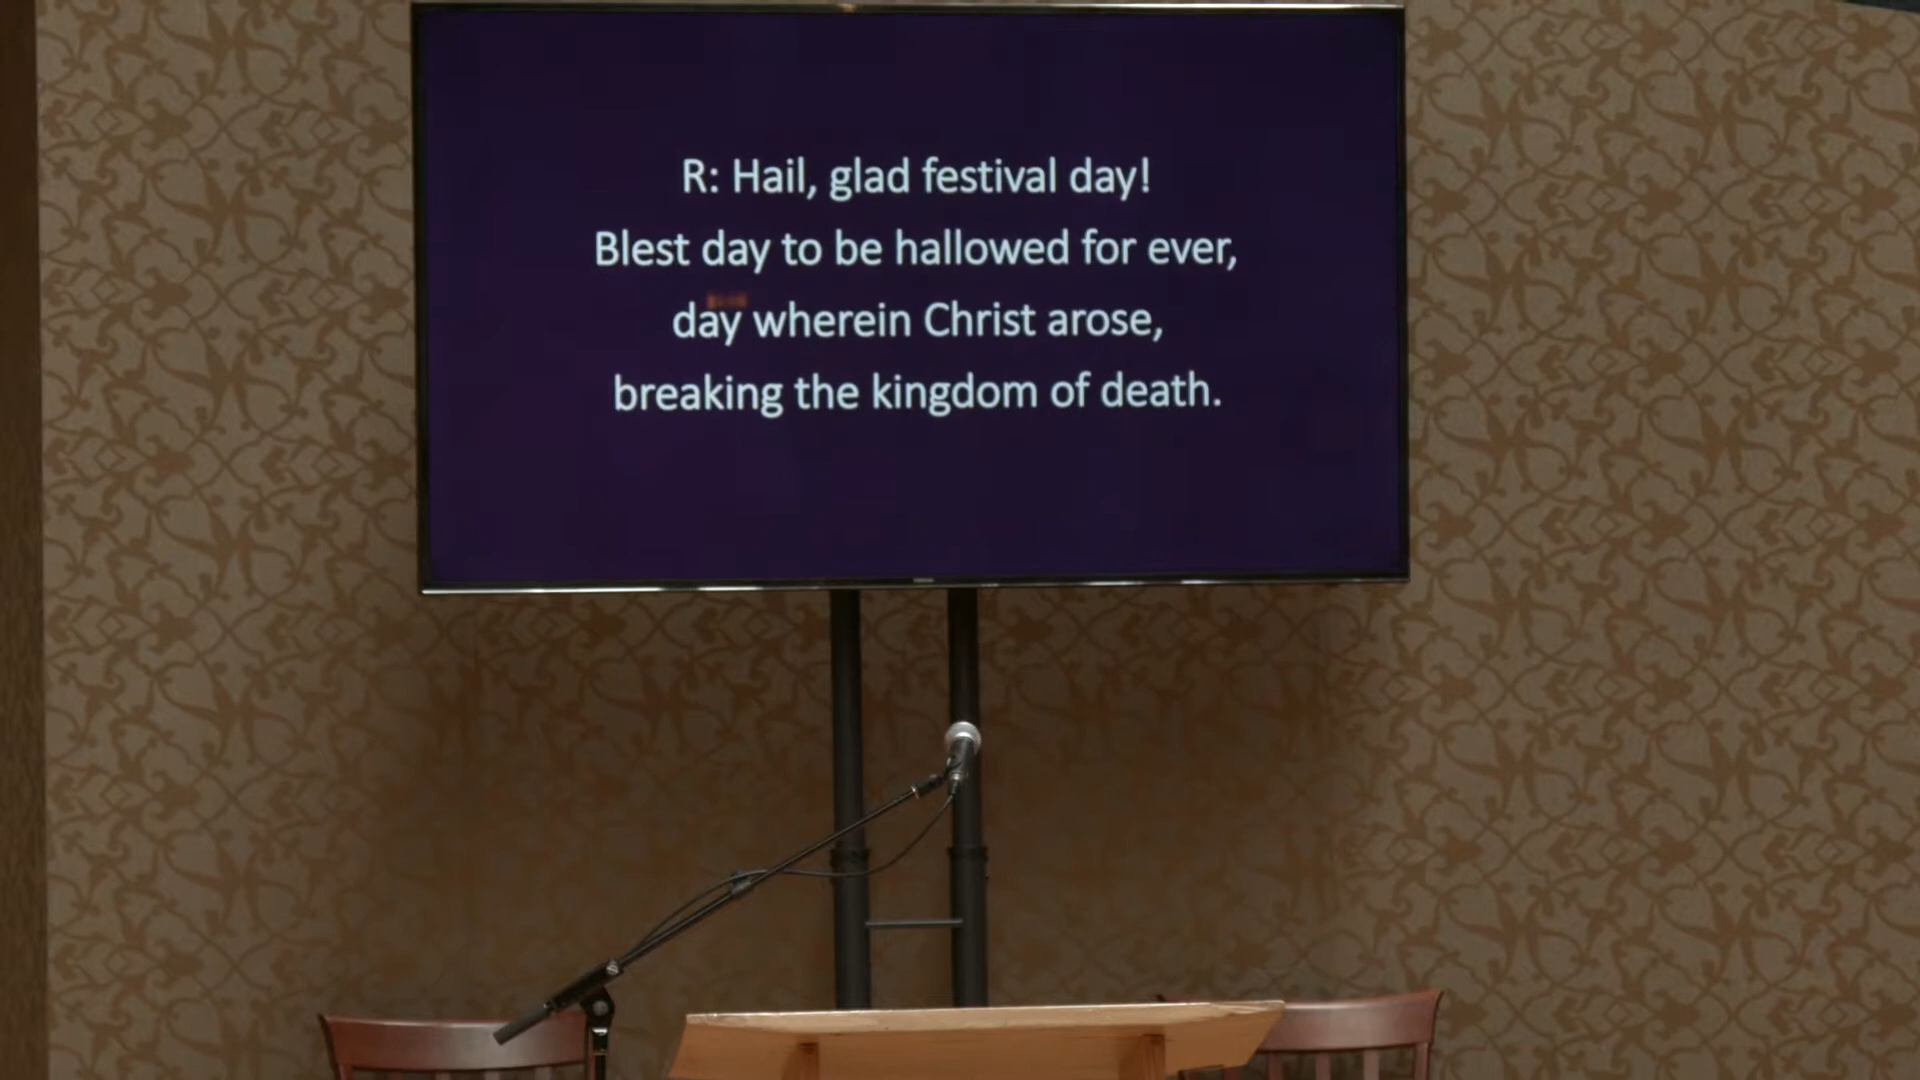 R: Hail, glad festival day!
Blest day to be hallowed for ever,
day wherein Christ arose,
breaking the kingdom of death.